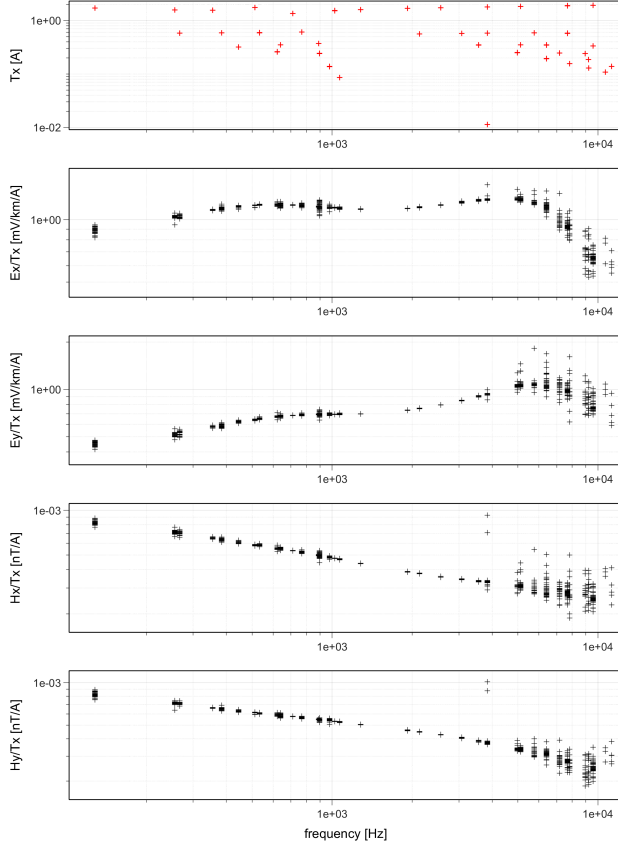 Tx [A]
1e+00
1e-02
1e+03
1e+04
Ex/Tx [mV/km/A]
1e+00
1e+03
1e+04
Ey/Tx [mV/km/A]
1e+00
1e+03
1e+04
Hx/Tx [nT/A]
1e-03
1e+03
1e+04
Hy/Tx [nT/A]
1e-03
1e+03
1e+04
frequency [Hz]